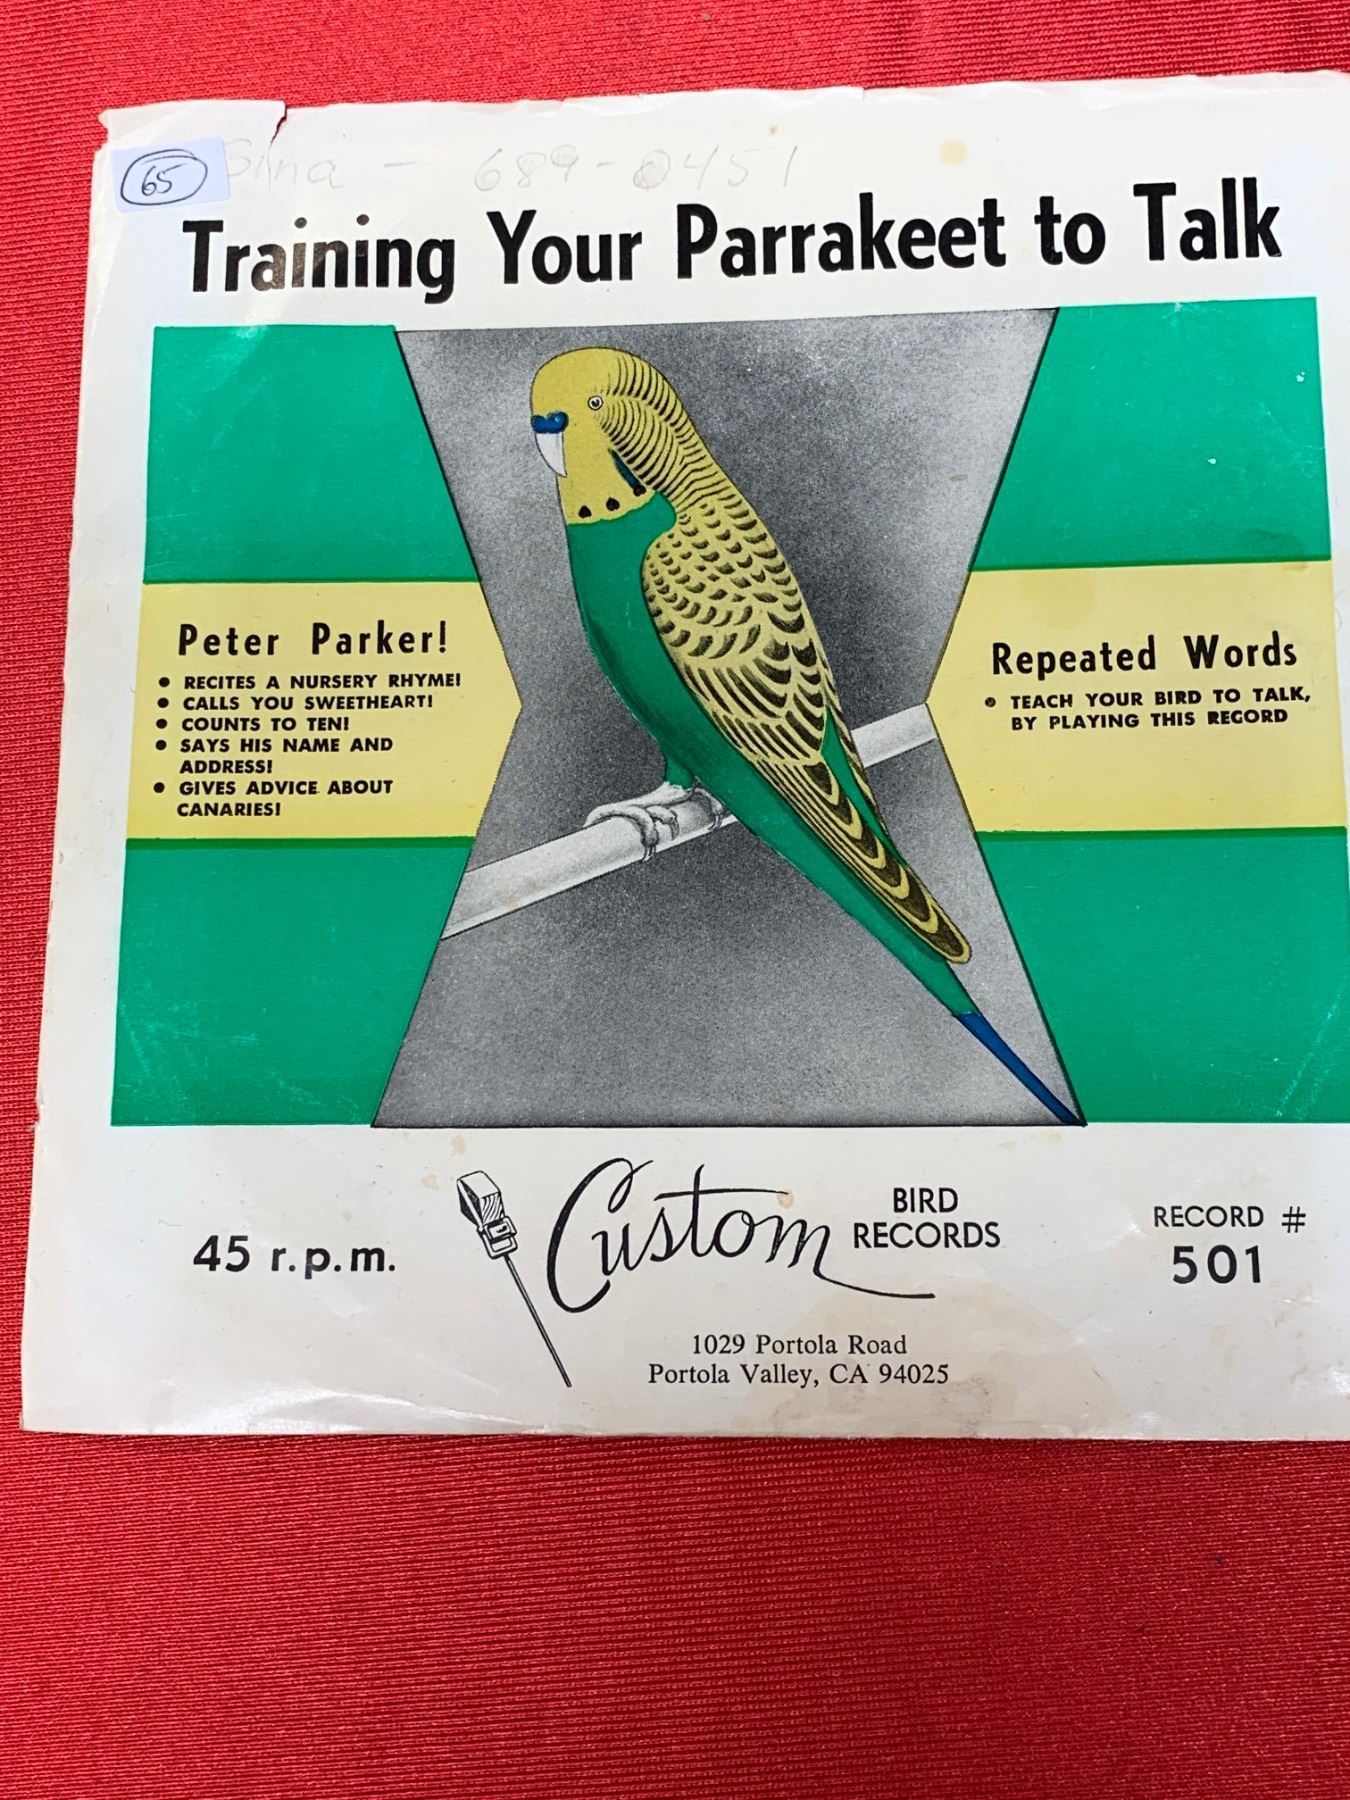 65
Gina - 689-0451
Training Your Parrakeet to Talk
Peter Parker!
• RECITES A NURSERY RHYME!
• CALLS YOU SWEETHEART!
• COUNTS TO TEN!
• SAYS HIS NAME AND
ADDRESS!
• GIVES ADVICE ABOUT
CANARIES!
Repeated Words
• TEACH YOUR BIRD TO TALK,
BY PLAYING THIS RECORD
45 r.p.m.
Custom
BIRD
RECORDS
RECORD #
501
1029 Portola Road
Portola Valley, CA 94025